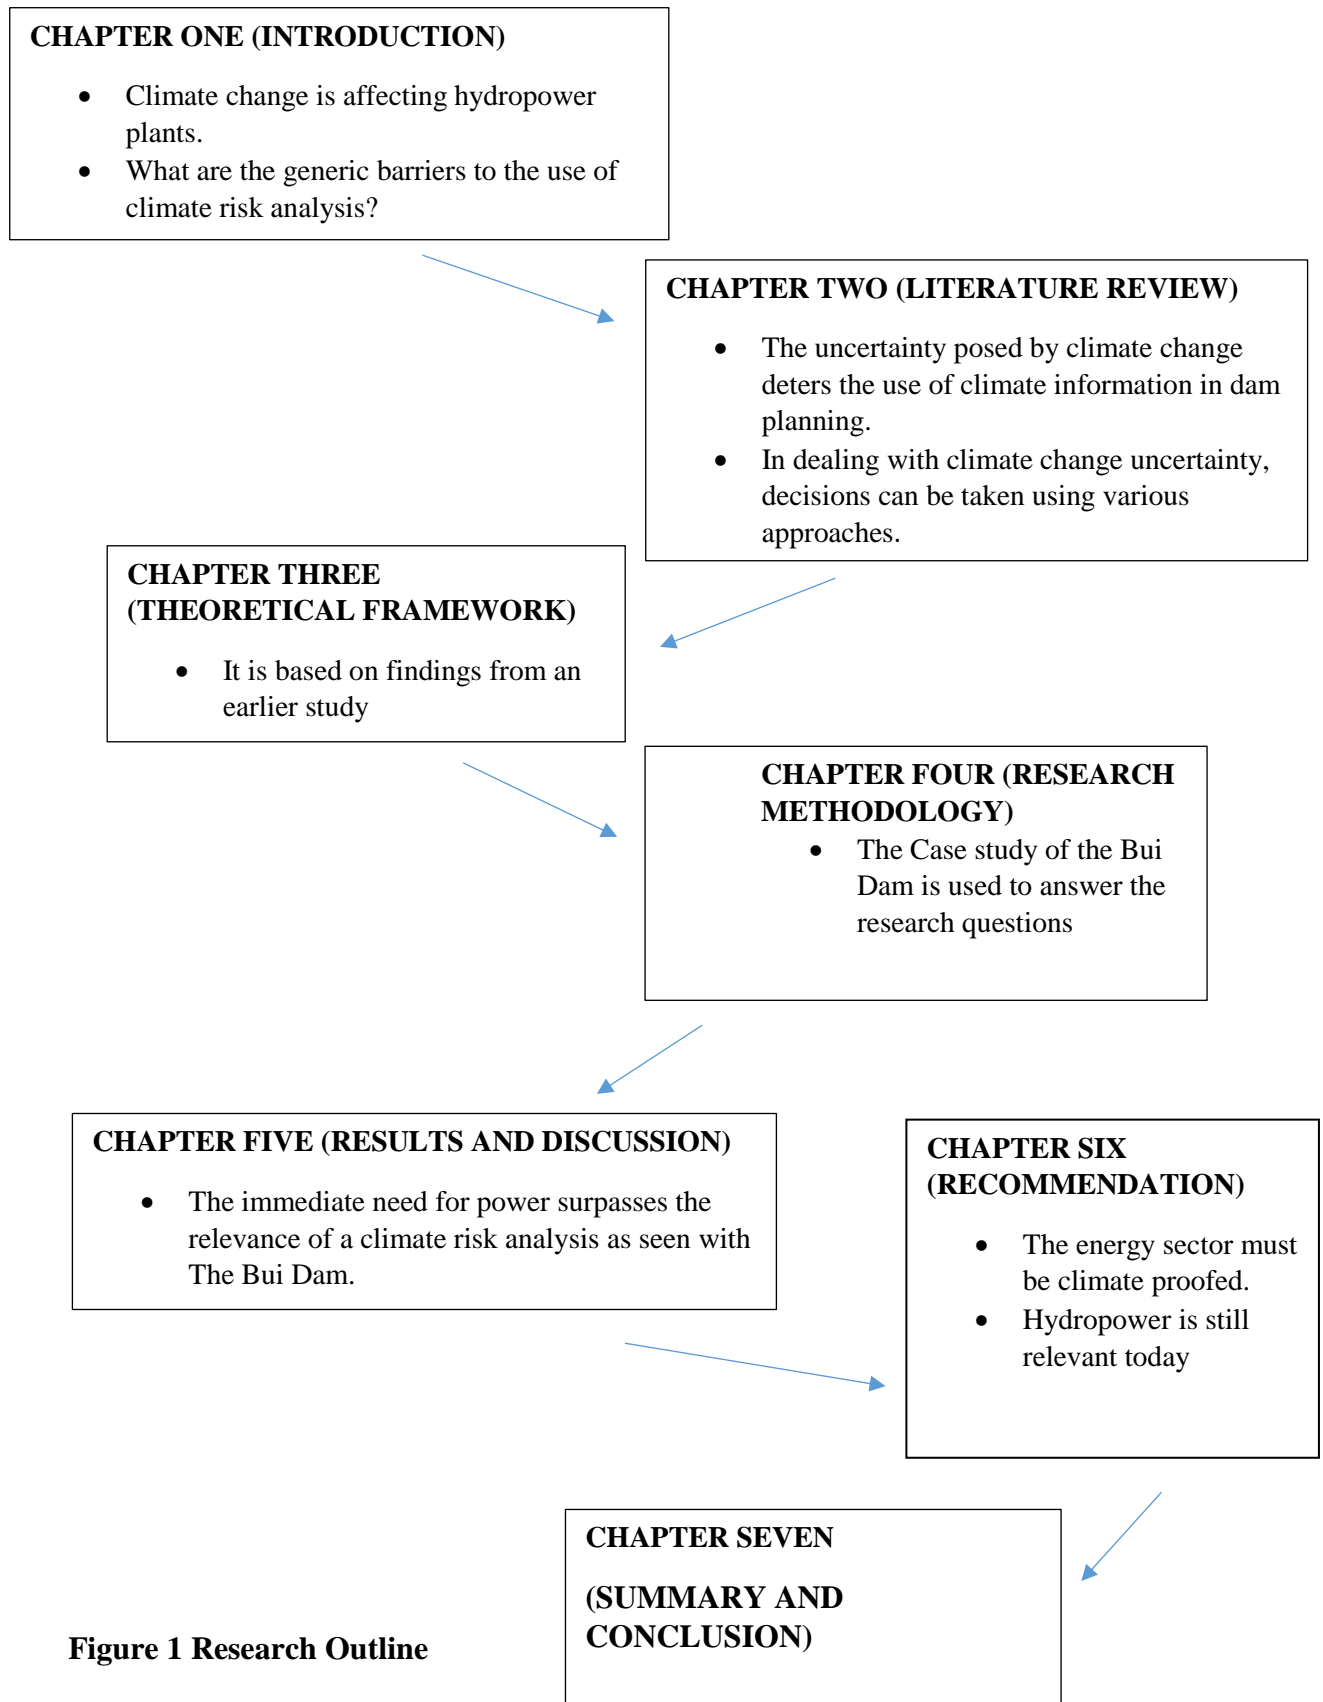 CHAPTER ONE (INTRODUCTION)
• Climate change is affecting hydropower
plants.
• What are the generic barriers to the use of
climate risk analysis?
CHAPTER TWO (LITERATURE REVIEW)
• The uncertainty posed by climate change
deters the use of climate information in dam
planning.
• In dealing with climate change uncertainty,
decisions can be taken using various
approaches.
CHAPTER THREE
(THEORETICAL FRAMEWORK)
• It is based on findings from an
earlier study
CHAPTER FOUR (RESEARCH
METHODOLOGY)
• The Case study of the Bui
Dam is used to answer the
research questions
CHAPTER FIVE (RESULTS AND DISCUSSION)
• The immediate need for power surpasses the
relevance of a climate risk analysis as seen with
The Bui Dam.
CHAPTER SIX
(RECOMMENDATION)
• The energy sector must
be climate proofed.
• Hydropower is still
relevant today
CHAPTER SEVEN
(SUMMARY AND
CONCLUSION)
Figure 1 Research Outline